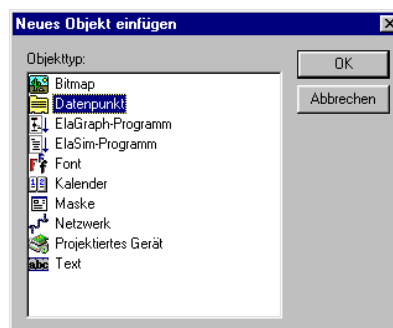 Neues Objekt einfügen
Objekttyp:
Bitmap
Datenpunkt
ElaGraph-Programm
ElaSim-Programm
Font
Kalender
Maske
Netzwerk
Projektiertes Gerät
abc Text
OK
Abbrechen